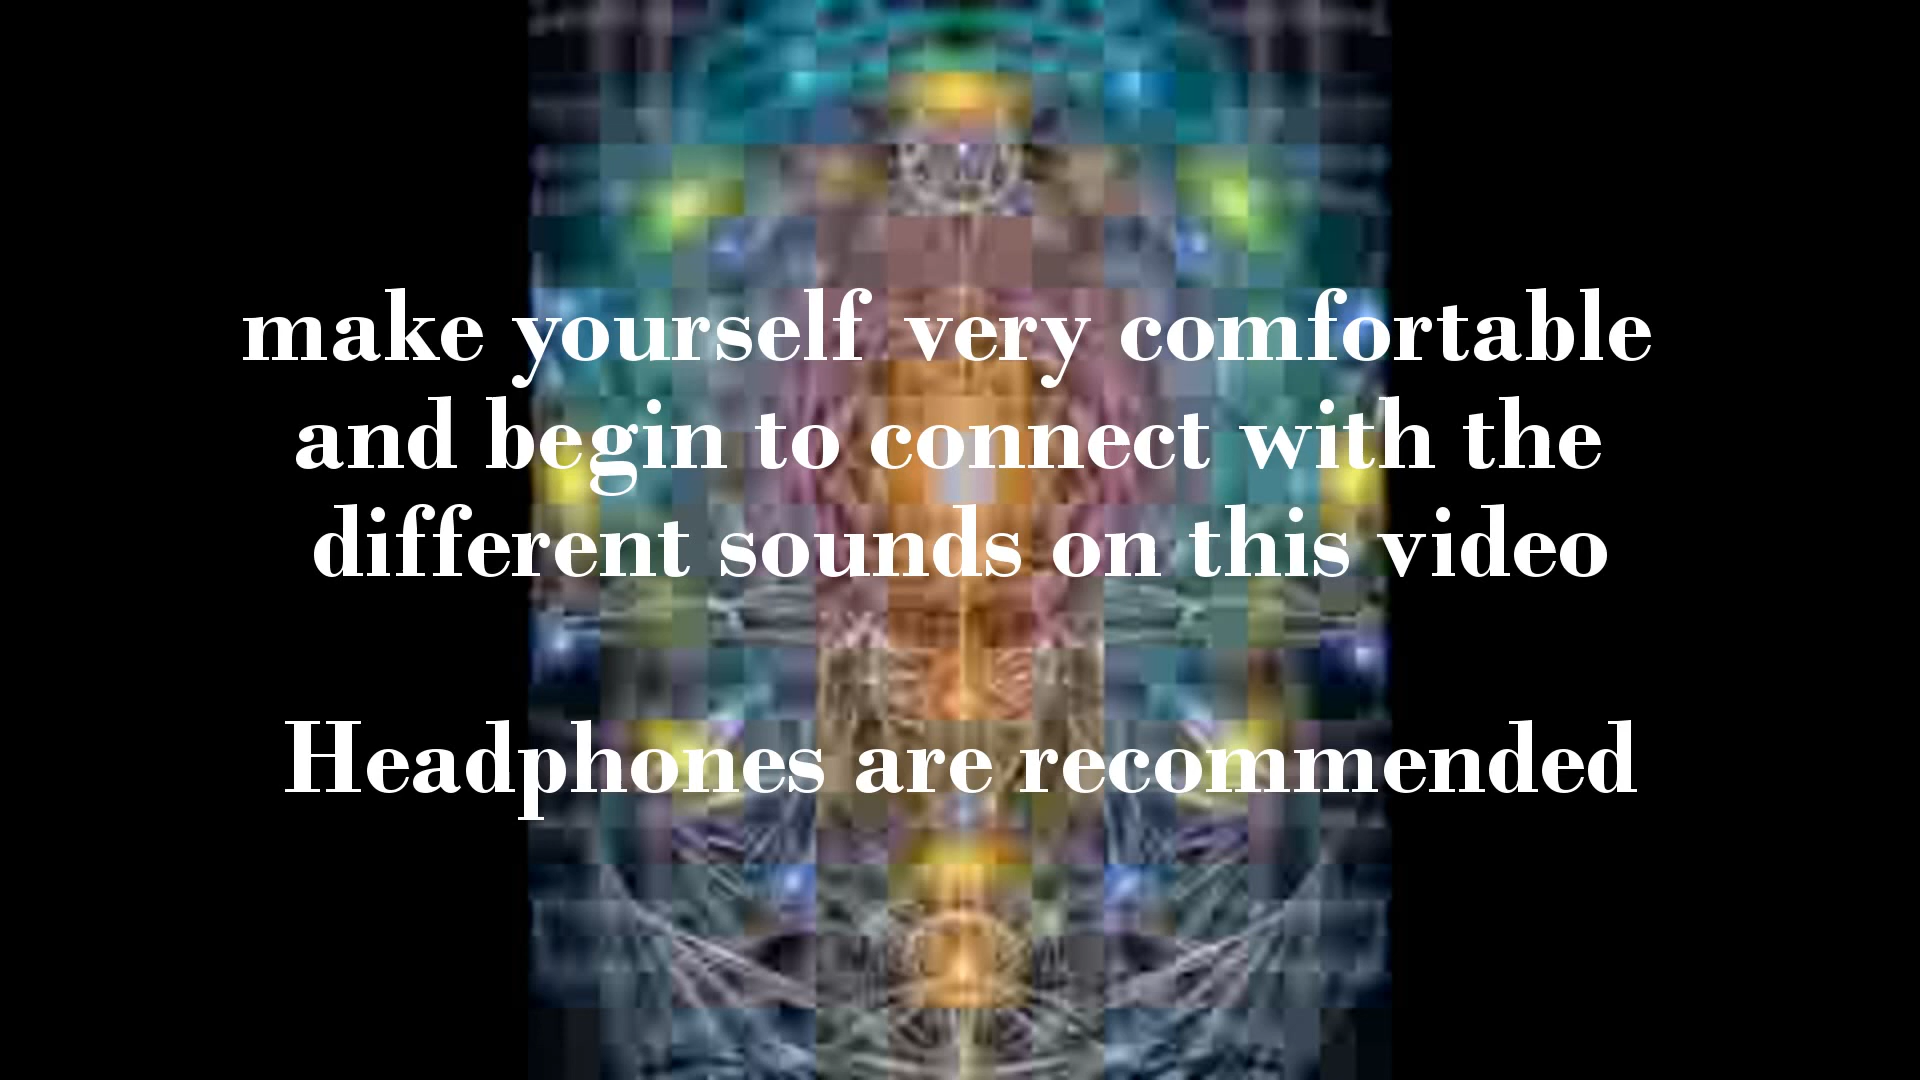 make yourself very comfortable
and begin to connect with the
different sounds on this video
Headphones are recommended